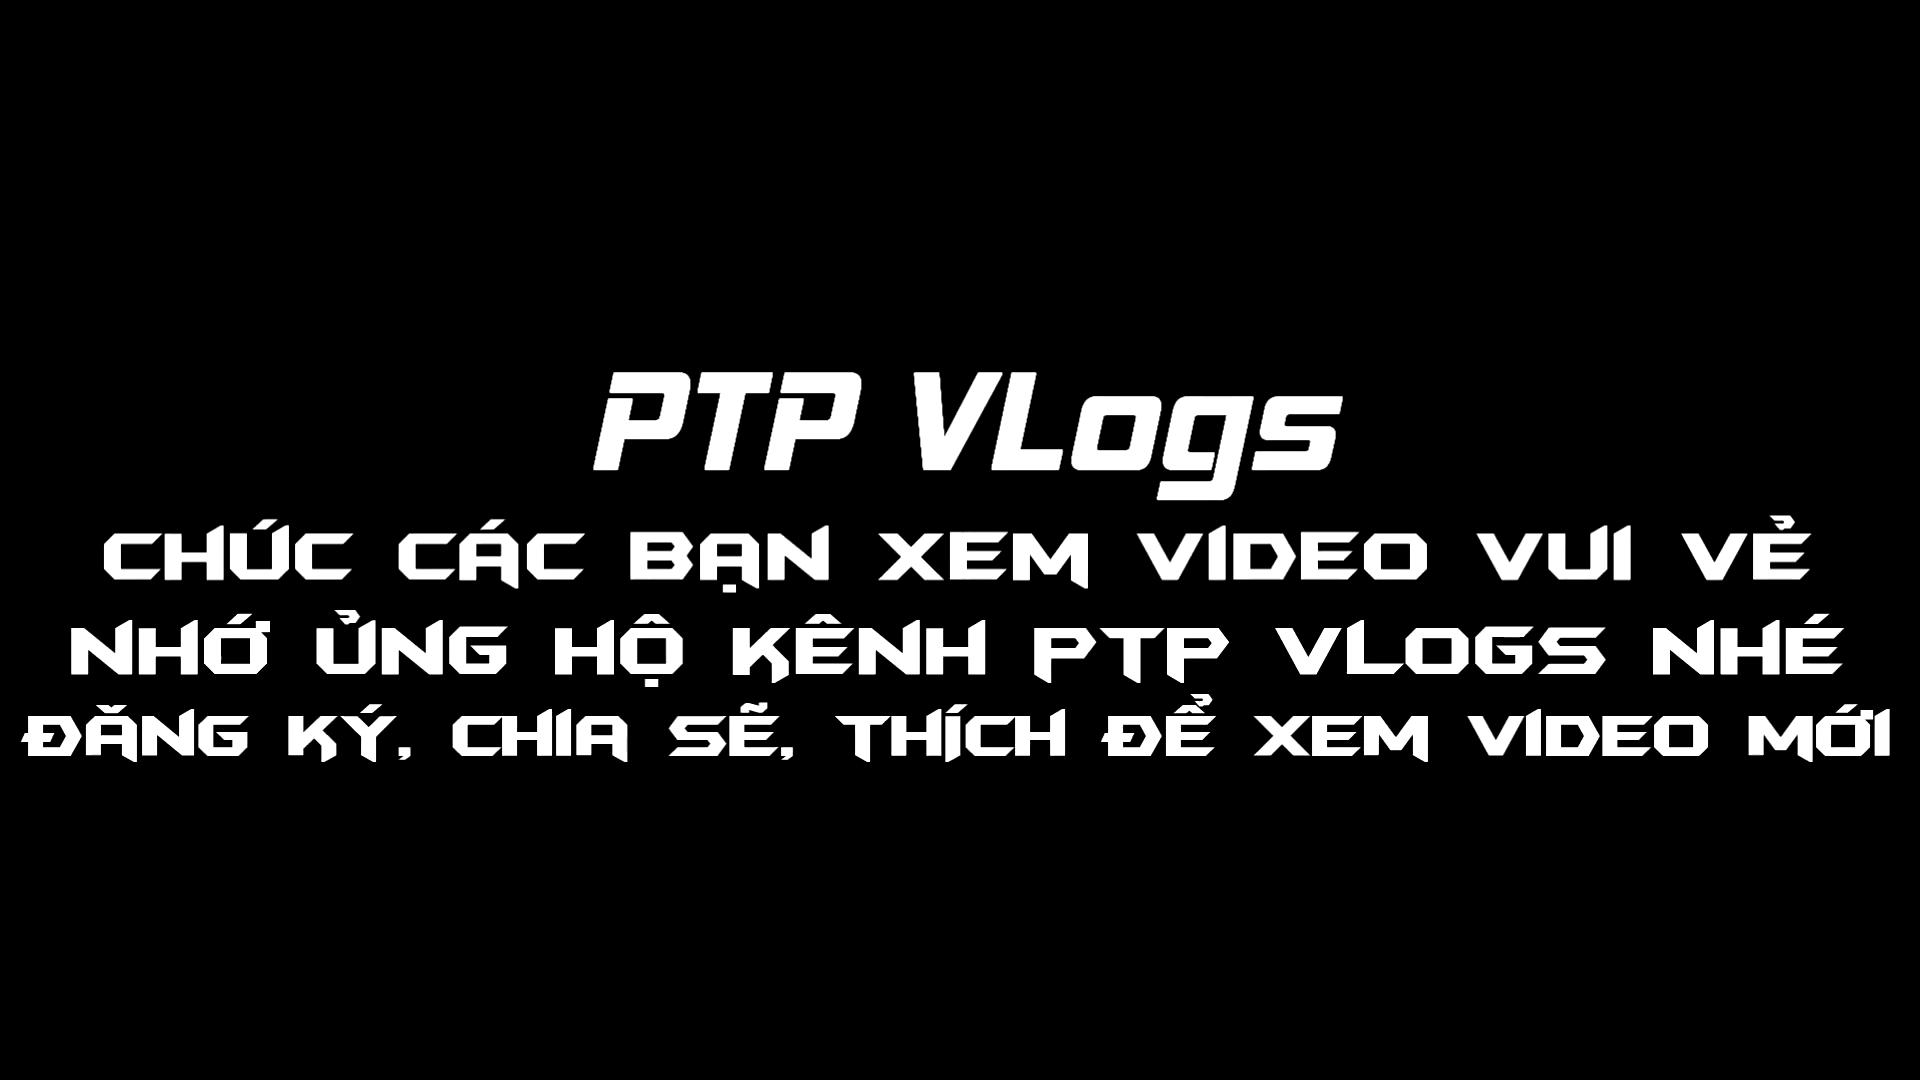 PTP VLogs
CHÚC CÁC BẠN XEM VIDEO VUI VẺ
NHỚ ỦNG HỘ KÊNH PTP VLOGS NHÉ
ĐĂNG KÝ, CHIA SẼ, THÍCH ĐỂ XEM VIDEO MỚI